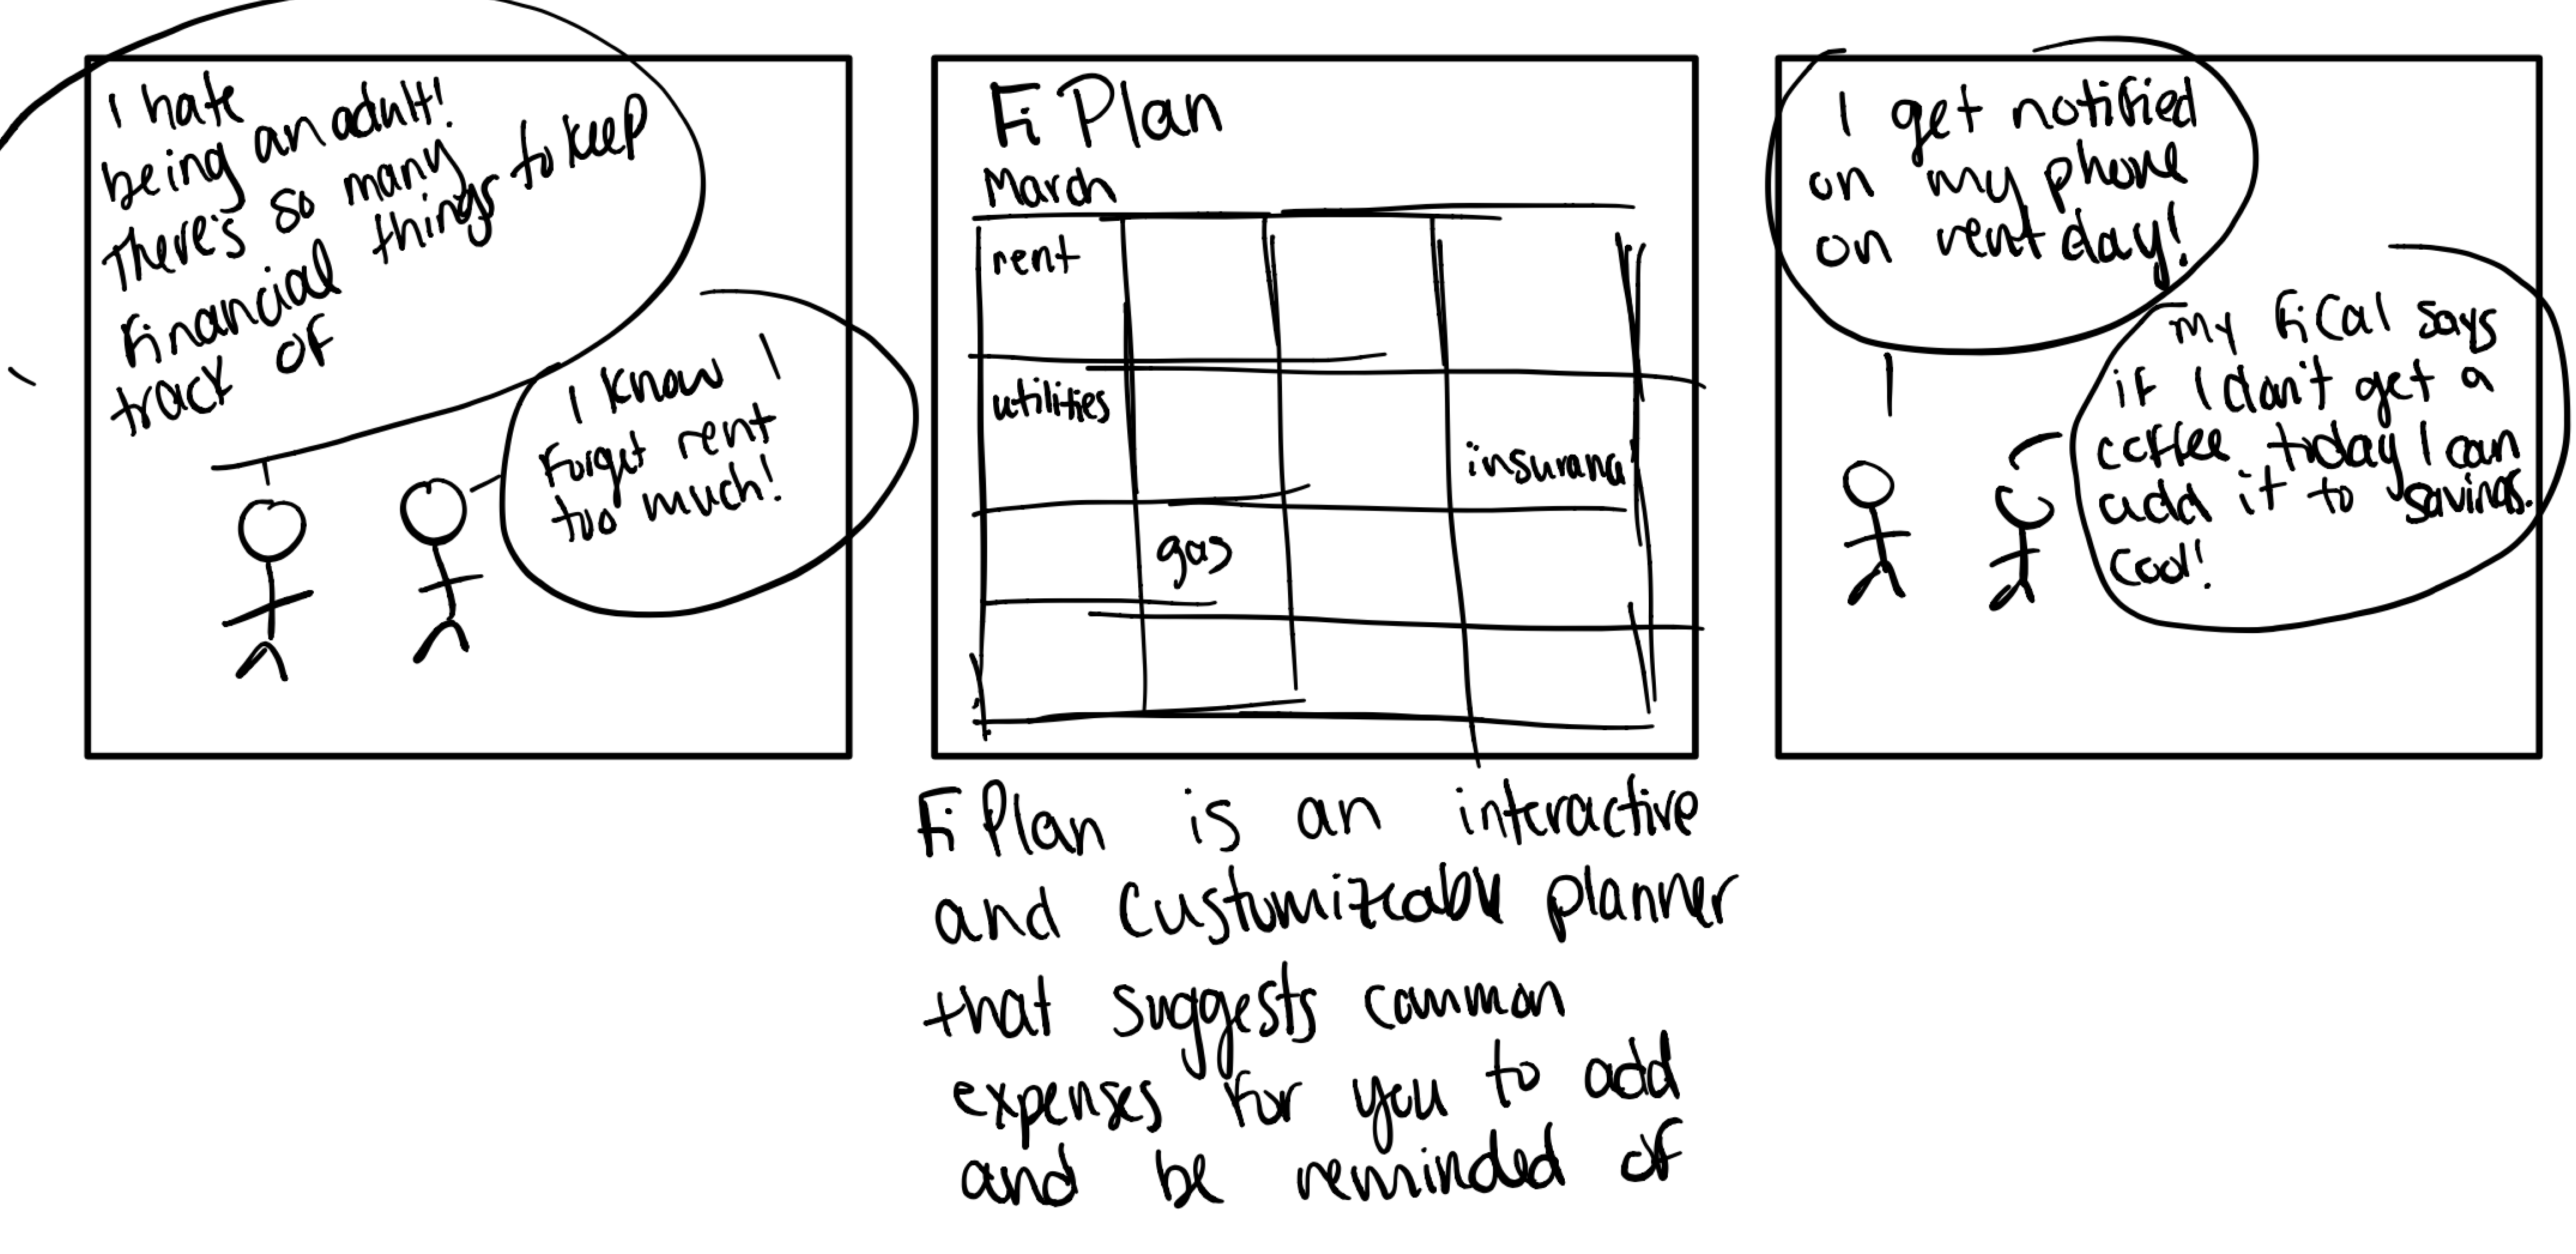 I hate
being an adult!
There's so many
financial things to keep
track of
I know I
forget rent
too much!
Fi Plan
March
rent
utilities
insuranc
gas
I get notified
on my phone
on rent day!
my fiCal says
if I don't get a
coffee today I can
add it to savings.
Cool!
Fi Plan is an interactive
and custumizeable planner
that suggests common
expenses for you to add
and be reminded of